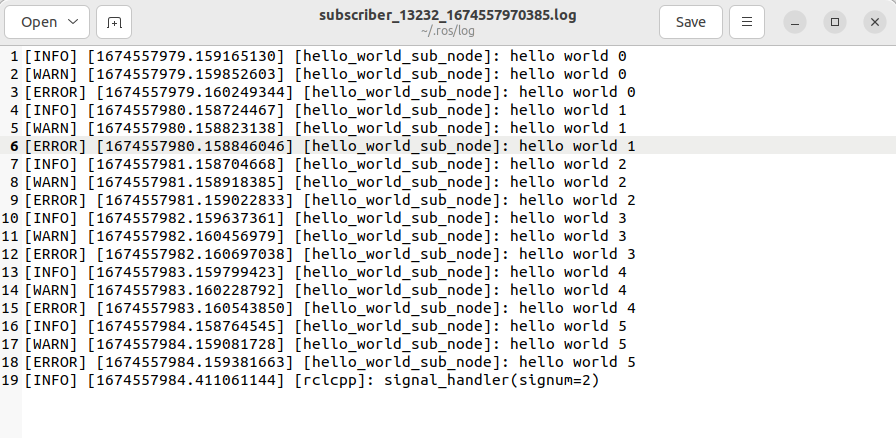 Open
subscriber_13232_1674557970385.log
~/.ros/log
Save
1 [INFO] [1674557979.159165130] [hello_world_sub_node]: hello world 0
2 [WARN] [1674557979.159852603] [hello_world_sub_node]: hello world 0
3 [ERROR] [1674557979.160249344] [hello_world_sub_node]: hello world 0
4 [INFO] [1674557980.158724467] [hello_world_sub_node]: hello world 1
5 [WARN] [1674557980.158823138] [hello_world_sub_node]: hello world 1
6 [ERROR] [1674557980.158846046] [hello_world_sub_node]: hello world 1
7 [INFO] [1674557981.158704668] [hello_world_sub_node]: hello world 2
8 [WARN] [1674557981.158918385] [hello_world_sub_node]: hello world 2
9 [ERROR] [1674557981.159022833] [hello_world_sub_node]: hello world 2
10 [INFO] [1674557982.159637361] [hello_world_sub_node]: hello world 3
11 [WARN] [1674557982.160456979] [hello_world_sub_node]: hello world 3
12 [ERROR] [1674557982.160697038] [hello_world_sub_node]: hello world 3
13 [INFO] [1674557983.159799423] [hello_world_sub_node]: hello world 4
14 [WARN] [1674557983.160228792] [hello_world_sub_node]: hello world 4
15 [ERROR] [1674557983.160543850] [hello_world_sub_node]: hello world 4
16 [INFO] [1674557984.158764545] [hello_world_sub_node]: hello world 5
17 [WARN] [1674557984.159081728] [hello_world_sub_node]: hello world 5
18 [ERROR] [1674557984.159381663] [hello_world_sub_node]: hello world 5
19 [INFO] [1674557984.411061144] [rclcpp]: signal_handler(signum=2)